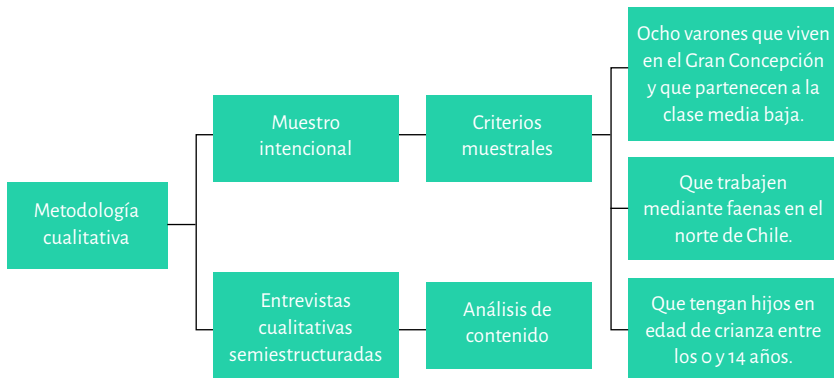 Metodología
cualitativa
Muestro
intencional
Criterios
muestrales
Ocho varones que viven
en el Gran Concepción
y que partenecen a la
clase media baja.
Que trabajen
mediante faenas en el
norte de Chile.
Que tengan hijos en
edad de crianza entre
los 0 y 14 años.
Entrevistas
cualitativas
semiestructuradas
Análisis de
contenido